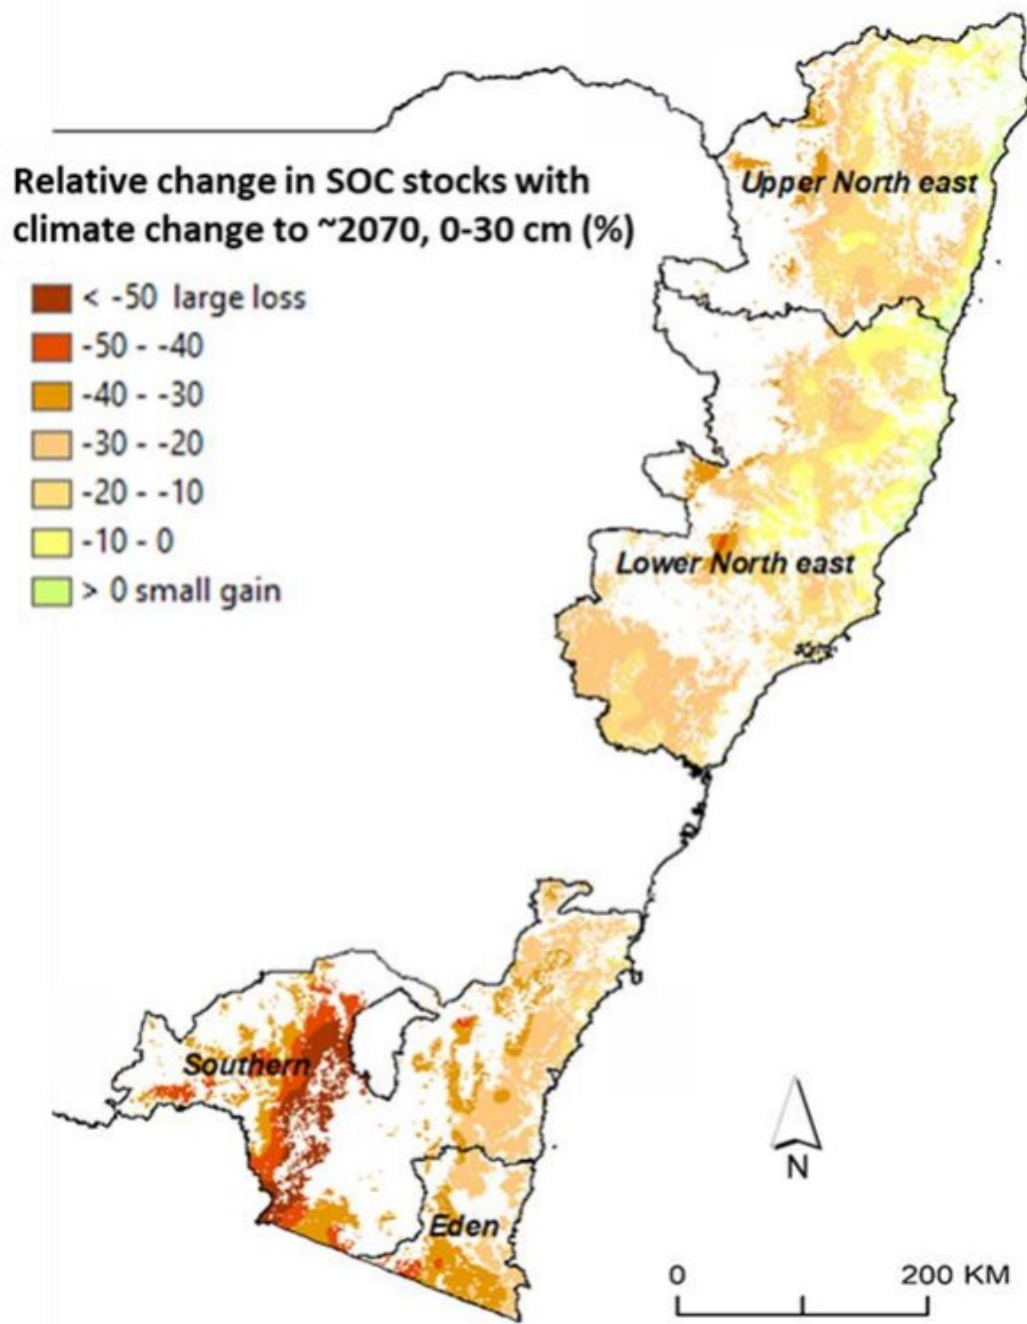 Relative change in SOC stocks with
climate change to ~2070, 0-30 cm (%)
< -50 large loss
-50 - -40
-40 - -30
-30 - -20
-20 - -10
-10 - 0
> 0 small gain
Upper North east
Lower North east
Southern
Eden
N
0 200 KM